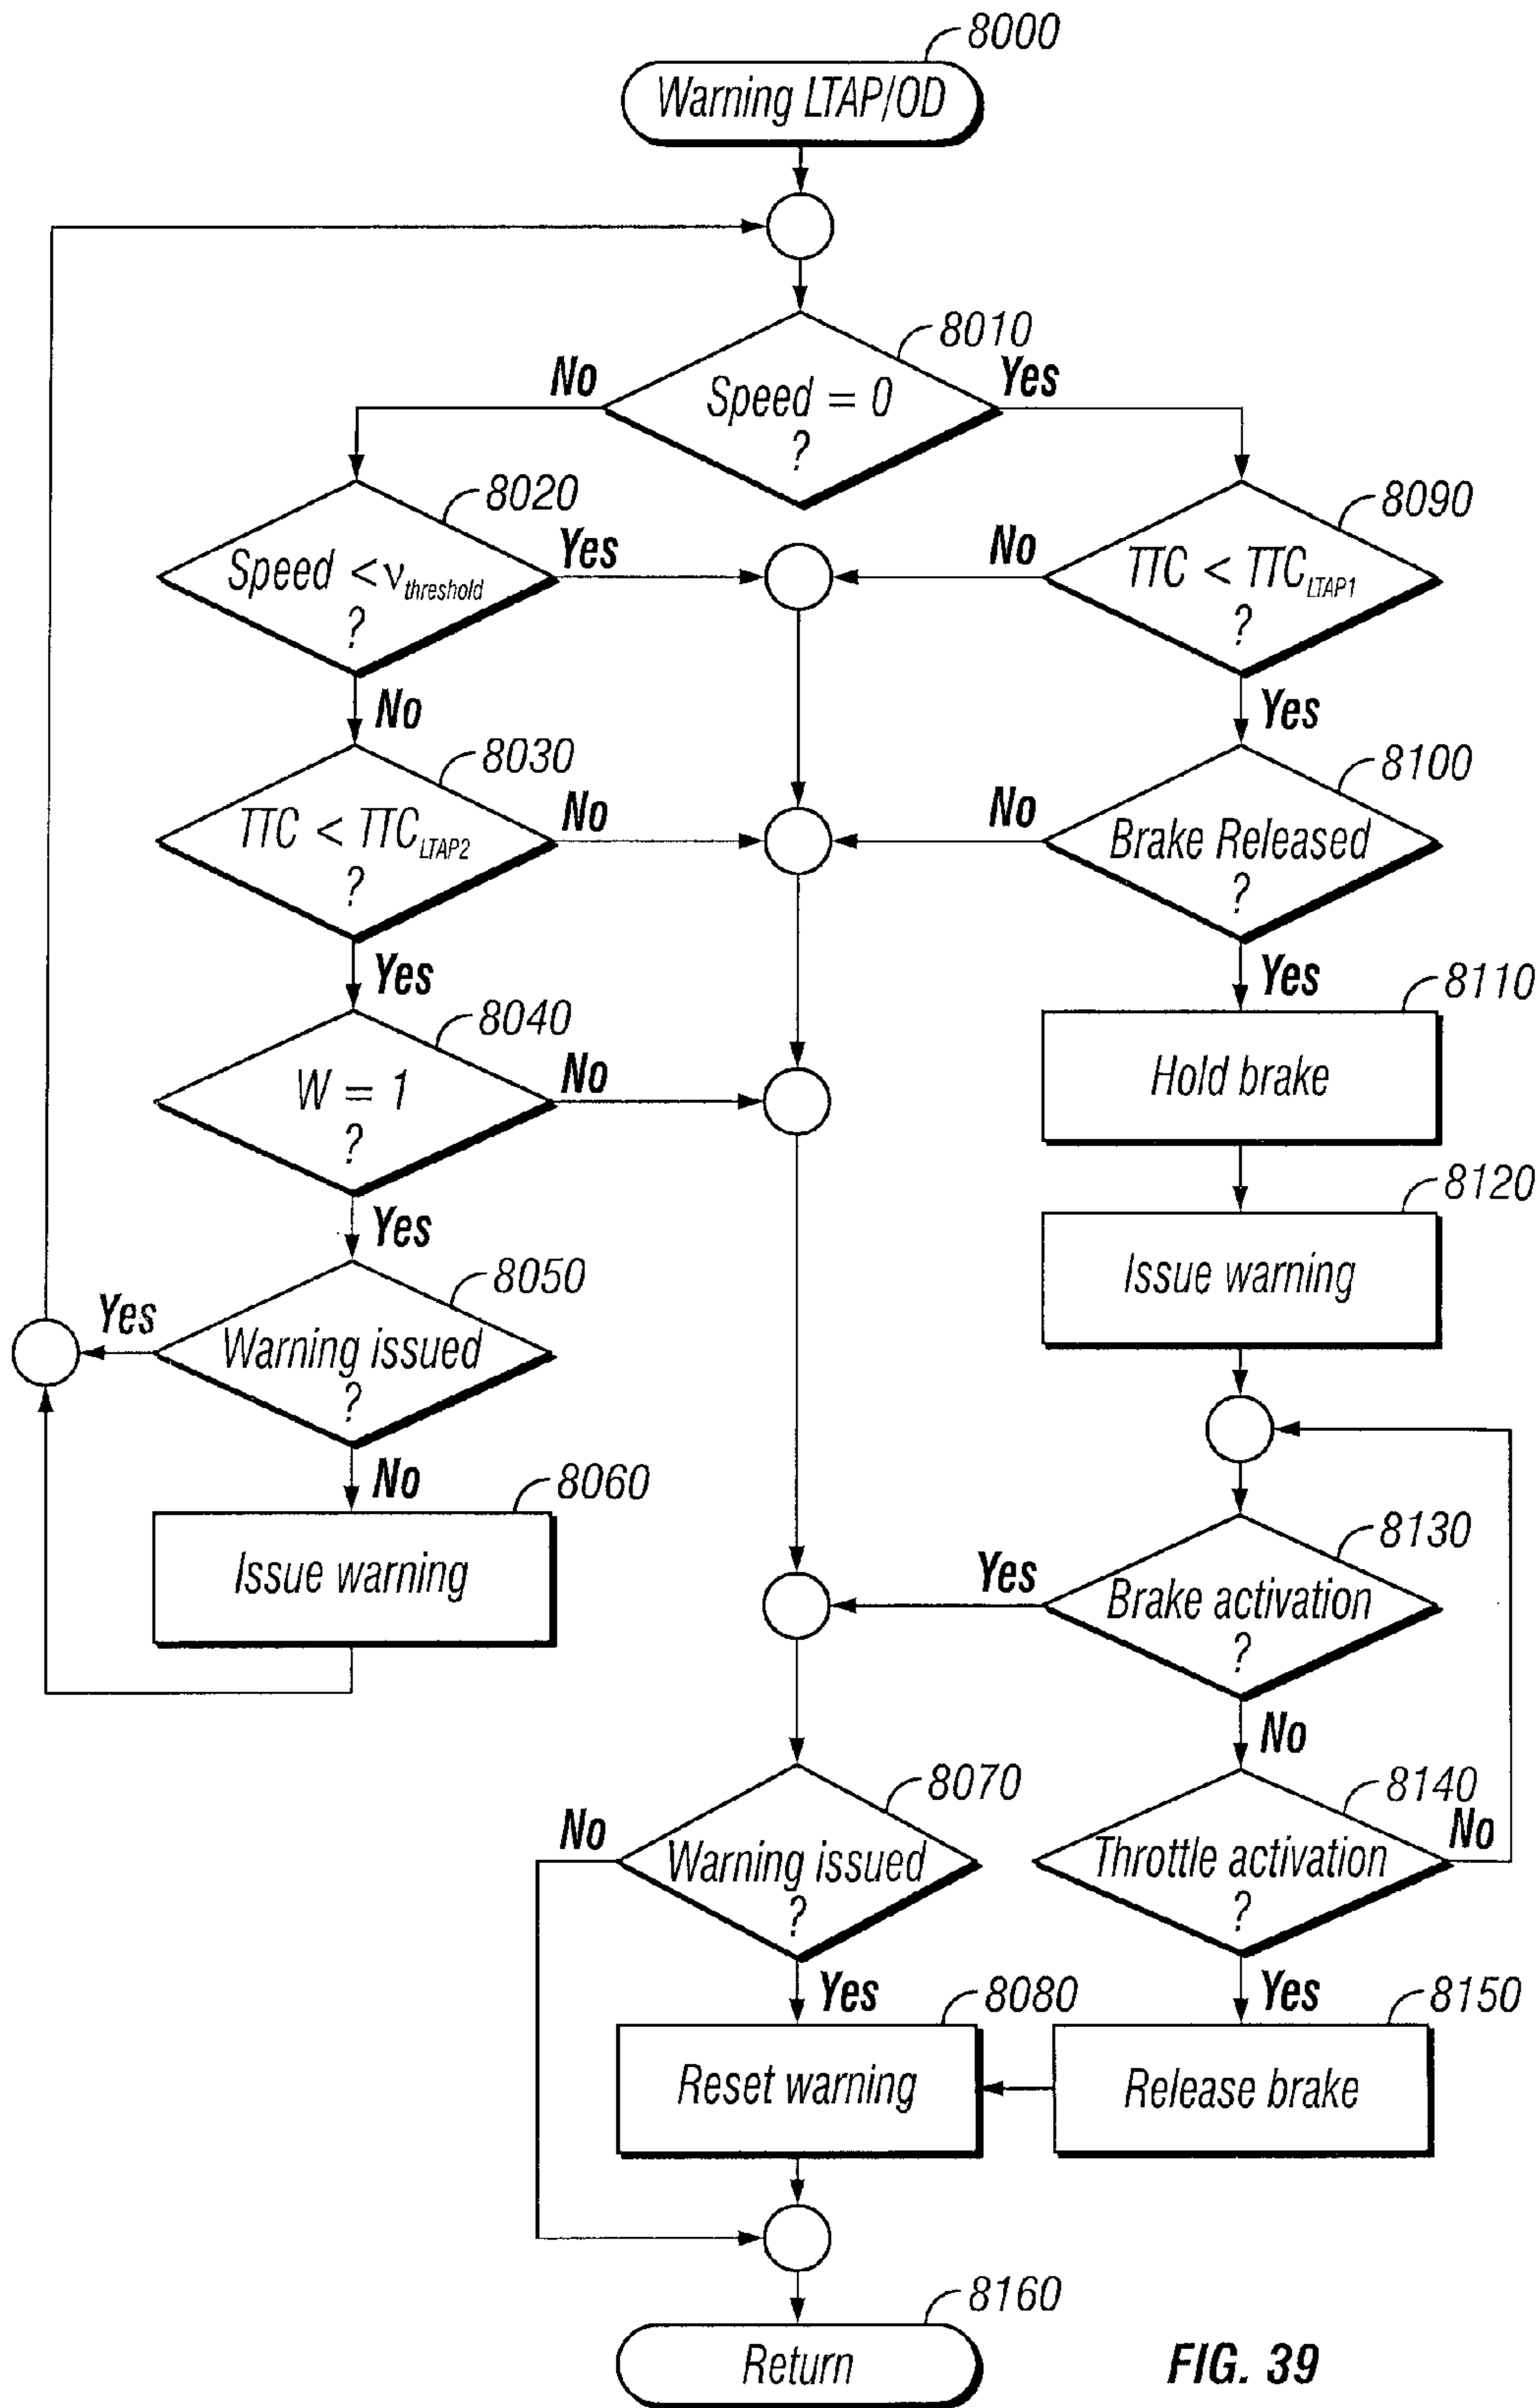 8000
Warning LTAP/OD
8010
No
Yes
Speed = 0
?
8020
8090
Speed < v_threshold
?
Yes
No
TTC < TTC_LTAP1
?
No
Yes
8030
8100
TTC < TTC_LTAP2
?
No
No
Brake Released
?
Yes
Yes
8040
8110
W = 1
?
No
Hold brake
Yes
8120
8050
Issue warning
Yes
Warning issued
?
No
8060
8130
Issue warning
Yes
Brake activation
?
No
8070
8140
No
Warning issued
?
Throttle activation
?
No
Yes
Yes
8080
8150
Reset warning
Release brake
8160
Return
FIG. 39